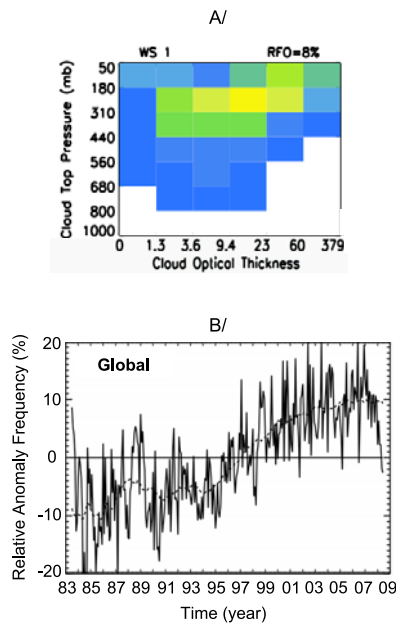 A/
WS 1 RFO=8%
Cloud Top Pressure (mb)
50
180
310
440
560
680
800
1000
0 1.3 3.6 9.4 23 60 379
Cloud Optical Thickness
B/
Relative Anomaly Frequency (%)
20
Global
10
0
-10
-20
83 85 87 89 91 93 95 97 99 01 03 05 07 09
Time (year)